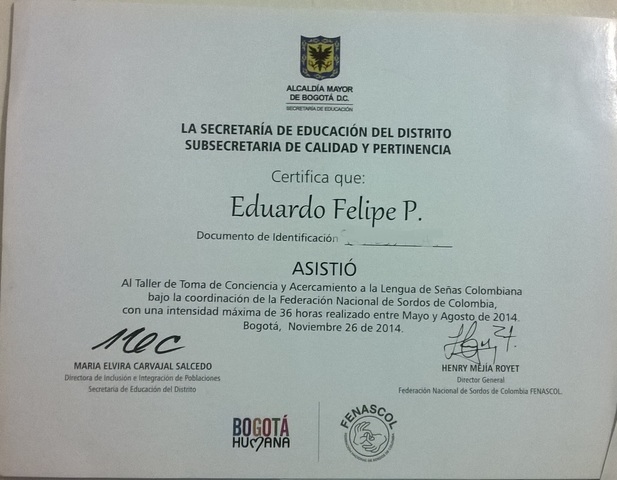 ALCALDÍA MAYOR
DE BOGOTÁ D.C.
SECRETARÍA DE EDUCACIÓN
LA SECRETARÍA DE EDUCACIÓN DEL DISTRITO
SUBSECRETARIA DE CALIDAD Y PERTINENCIA
Certifica que:
Eduardo Felipe P.
Documento de Identificación
ASISTIÓ
Al Taller de Toma de Conciencia y Acercamiento a la Lengua de Señas Colombiana
bajo la coordinación de la Federación Nacional de Sordos de Colombia,
con una intensidad máxima de 36 horas realizado entre Mayo y Agosto de 2014.
Bogotá, Noviembre 26 de 2014.
MARIA ELVIRA CARVAJAL SALCEDO
Directora de Inclusión e Integración de Poblaciones
Secretaria de Educación del Distrito
HENRY MEJÍA ROYET
Director General
Federación Nacional de Sordos de Colombia FENASCOL.
BOGOTÁ
HUMANA
FENASCOL